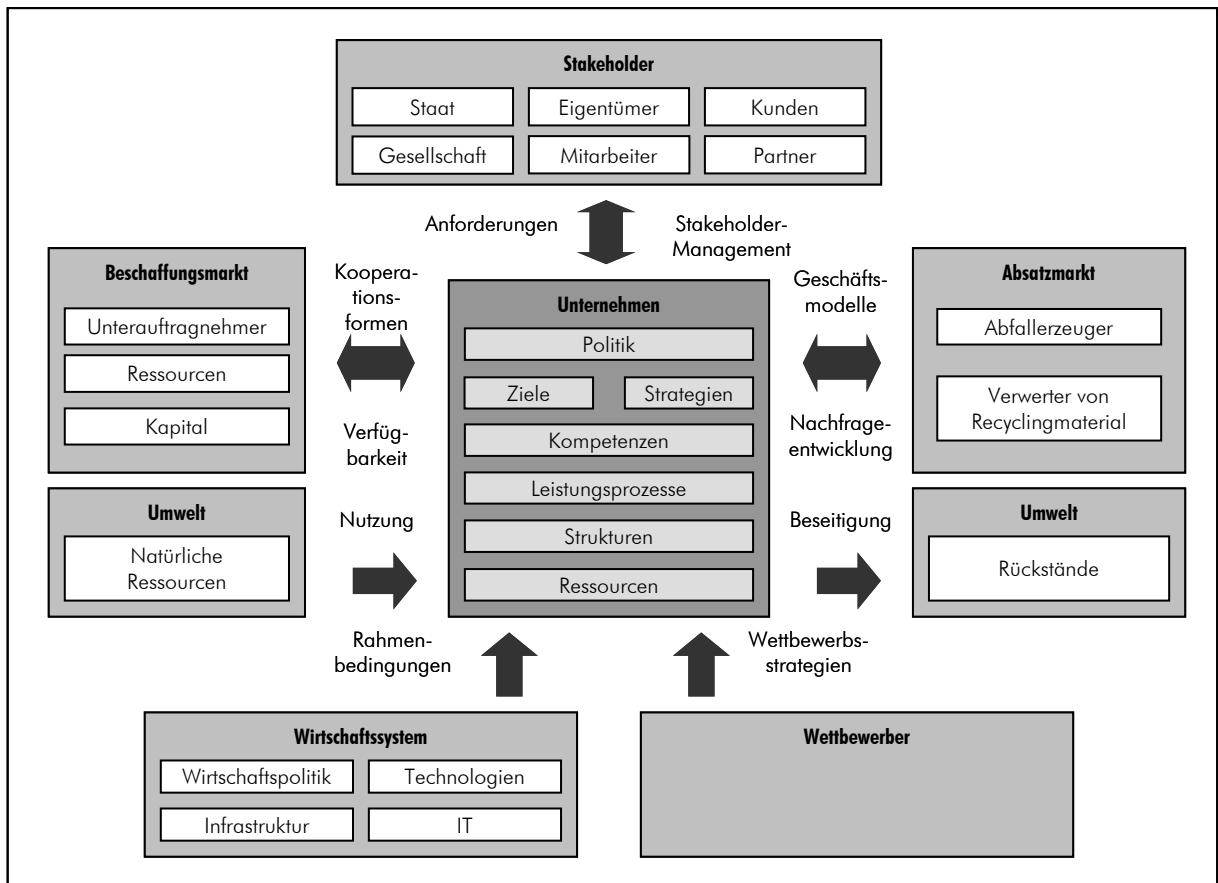 Stakeholder
Staat
Eigentümer
Kunden
Gesellschaft
Mitarbeiter
Partner
Anforderungen
Stakeholder-
Management
Beschaffungsmarkt
Unterauftragnehmer
Ressourcen
Kapital
Koopera-
tions-
formen
Verfüg-
barkeit
Unternehmen
Politik
Ziele
Strategien
Kompetenzen
Leistungsprozesse
Strukturen
Ressourcen
Geschäfts-
modelle
Nachfrage-
entwicklung
Absatzmarkt
Abfallerzeuger
Verwerter von
Recyclingmaterial
Umwelt
Natürliche
Ressourcen
Nutzung
Beseitigung
Umwelt
Rückstände
Rahmen-
bedingungen
Wettbewerbs-
strategien
Wirtschaftssystem
Wirtschaftspolitik
Technologien
Infrastruktur
IT
Wettbewerber